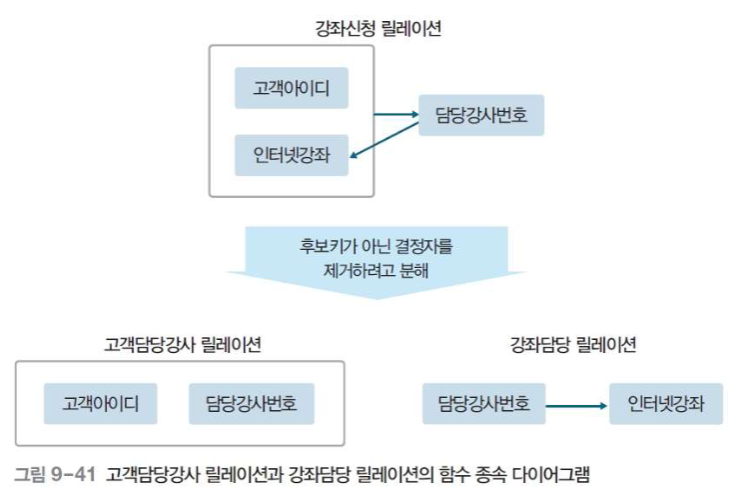 강좌신청 릴레이션
고객아이디
담당강사번호
인터넷강좌
후보키가 아닌 결정자를
제거하려고 분해
고객담당강사 릴레이션
강좌담당 릴레이션
고객아이디
담당강사번호
담당강사번호
인터넷강좌
그림 9-41 고객담당강사 릴레이션과 강좌담당 릴레이션의 함수 종속 다이어그램